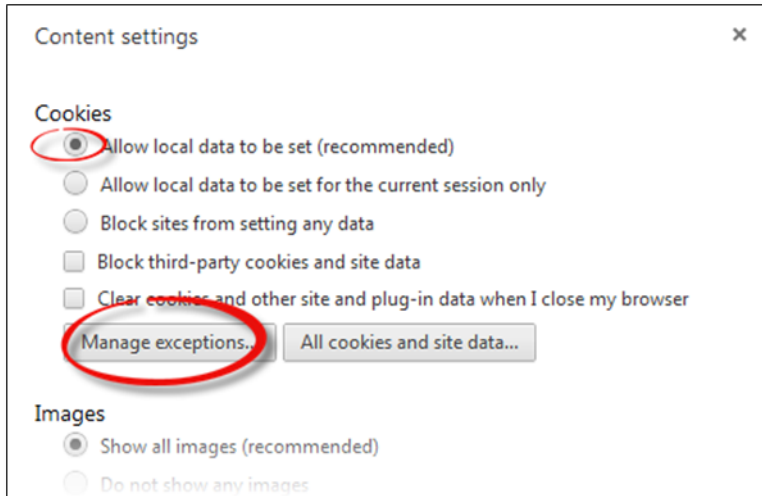 Content settings
Cookies
Allow local data to be set (recommended)
Allow local data to be set for the current session only
Block sites from setting any data
Block third-party cookies and site data
Clear cookies and other site and plug-in data when I close my browser
Manage exceptions... All cookies and site data...
Images
Show all images (recommended)
Do not show any images